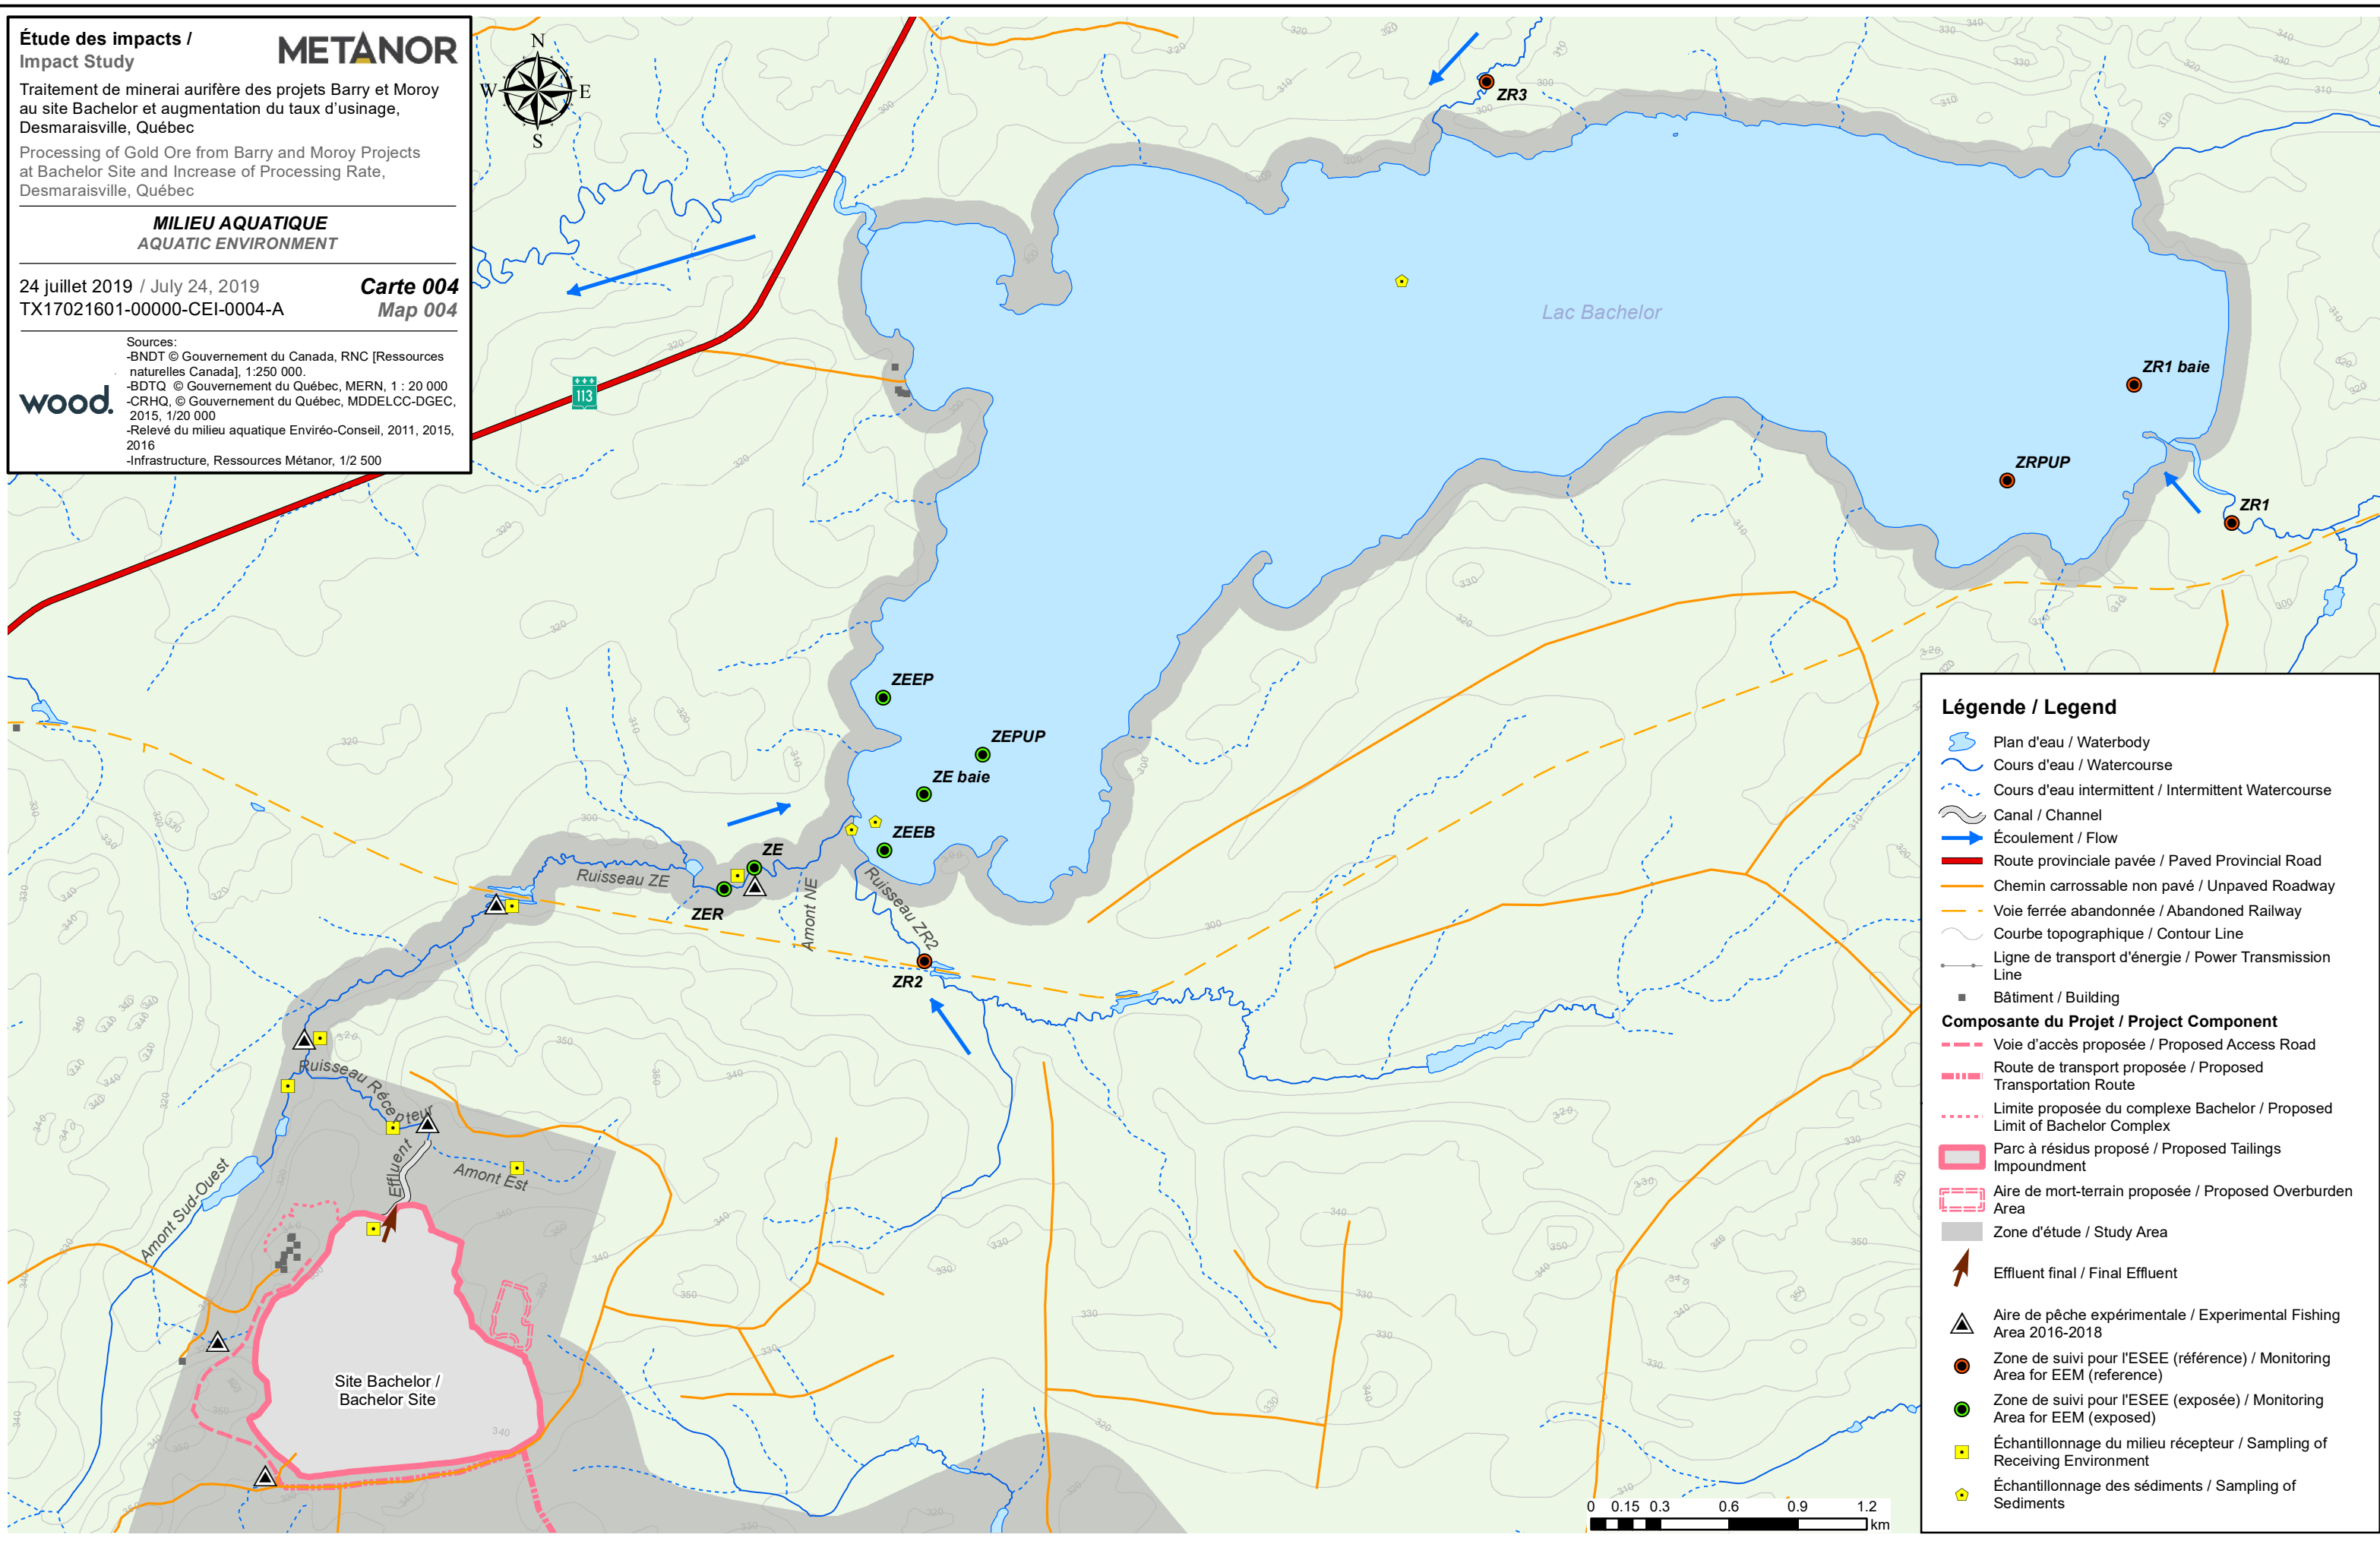 Étude des impacts /
Impact Study
METANOR
Traitement de minerai aurifère des projets Barry et Moroy
au site Bachelor et augmentation du taux d'usinage,
Desmaraisville, Québec
Processing of Gold Ore from Barry and Moroy Projects
at Bachelor Site and Increase of Processing Rate,
Desmaraisville, Québec
MILIEU AQUATIQUE
AQUATIC ENVIRONMENT
24 juillet 2019 / July 24, 2019
Carte 004
TX17021601-00000-CEI-0004-A
Map 004
wood.
Sources:
-BNDT © Gouvernement du Canada, RNC [Ressources
naturelles Canada], 1:250 000.
-BDTQ © Gouvernement du Québec, MERN, 1 : 20 000
-CRHQ, © Gouvernement du Québec, MDDELCC-DGEC,
2015, 1/20 000
-Relevé du milieu aquatique Enviréo-Conseil, 2011, 2015,
2016
-Infrastructure, Ressources Métanor, 1/2 500
N
W
E
S
113
ZR3
Lac Bachelor
ZR1 baie
ZRPUP
ZR1
ZEEP
ZEPUP
ZE baie
ZEEB
ZE
ZER
Ruisseau ZE
Amont NE
Ruisseau ZR2
ZR2
Ruisseau Récepteur
Effluent
Amont Est
Amont Sud-Ouest
Site Bachelor /
Bachelor Site
Légende / Legend
Plan d'eau / Waterbody
Cours d'eau / Watercourse
Cours d'eau intermittent / Intermittent Watercourse
Canal / Channel
Écoulement / Flow
Route provinciale pavée / Paved Provincial Road
Chemin carrossable non pavé / Unpaved Roadway
Voie ferrée abandonnée / Abandoned Railway
Courbe topographique / Contour Line
Ligne de transport d'énergie / Power Transmission
Line
Bâtiment / Building
Composante du Projet / Project Component
Voie d'accès proposée / Proposed Access Road
Route de transport proposée / Proposed
Transportation Route
Limite proposée du complexe Bachelor / Proposed
Limit of Bachelor Complex
Parc à résidus proposé / Proposed Tailings
Impoundment
Aire de mort-terrain proposée / Proposed Overburden
Area
Zone d'étude / Study Area
Effluent final / Final Effluent
Aire de pêche expérimentale / Experimental Fishing
Area 2016-2018
Zone de suivi pour l'ESEE (référence) / Monitoring
Area for EEM (reference)
Zone de suivi pour l'ESEE (exposée) / Monitoring
Area for EEM (exposed)
Échantillonnage du milieu récepteur / Sampling of
Receiving Environment
Échantillonnage des sédiments / Sampling of
Sediments
0 0.15 0.3 0.6 0.9 1.2
km